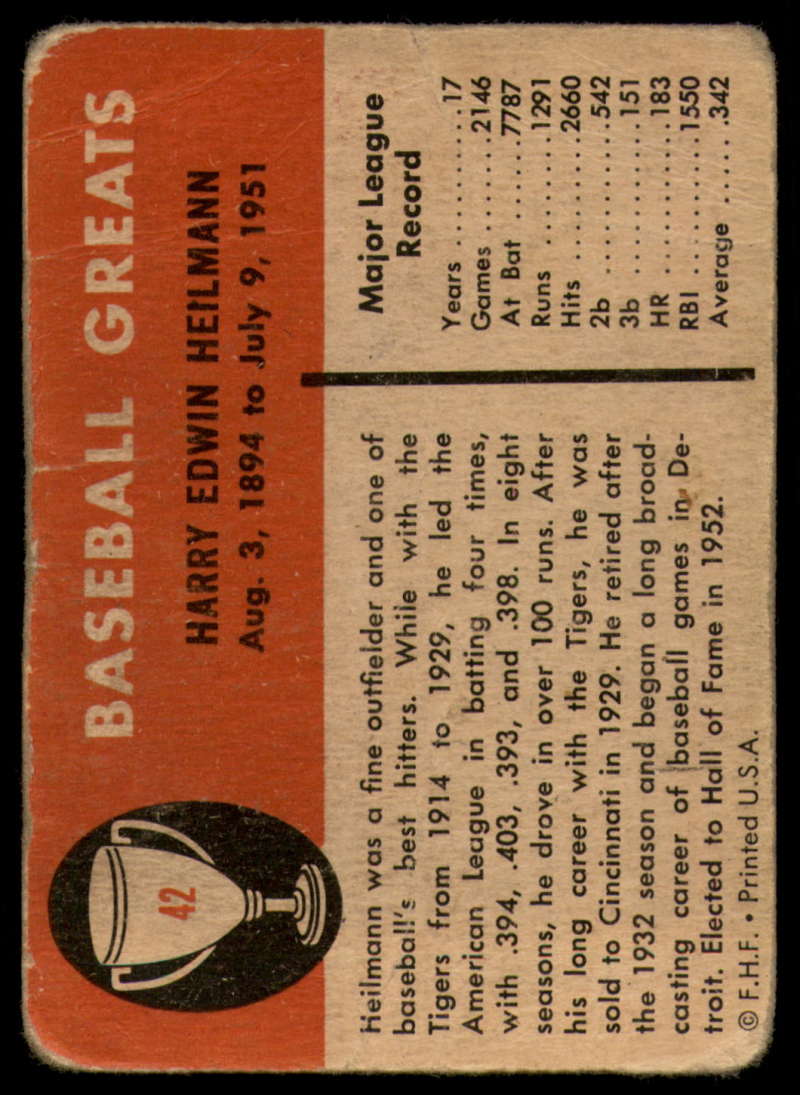 42
BASEBALL GREATS
HARRY EDWIN HEILMANN
Aug. 3, 1894 to July 9, 1951
Heilmann was a fine outfielder and one of
baseball's best hitters. While with the
Tigers from 1914 to 1929, he led the
American League in batting four times,
with .394, .403, .393, and .398. In eight
seasons, he drove in over 100 runs. After
his long career with the Tigers, he was
sold to Cincinnati in 1929. He retired after
the 1932 season and began a long broad-
casting career of baseball games in De-
troit. Elected to Hall of Fame in 1952.
© F.H.F. • Printed U.S.A.
Major League
Record
Years ..........17
Games .......2146
At Bat .......7787
Runs ........1291
Hits .........2660
2b ..........542
3b ..........151
HR ..........183
RBI .........1550
Average ......342